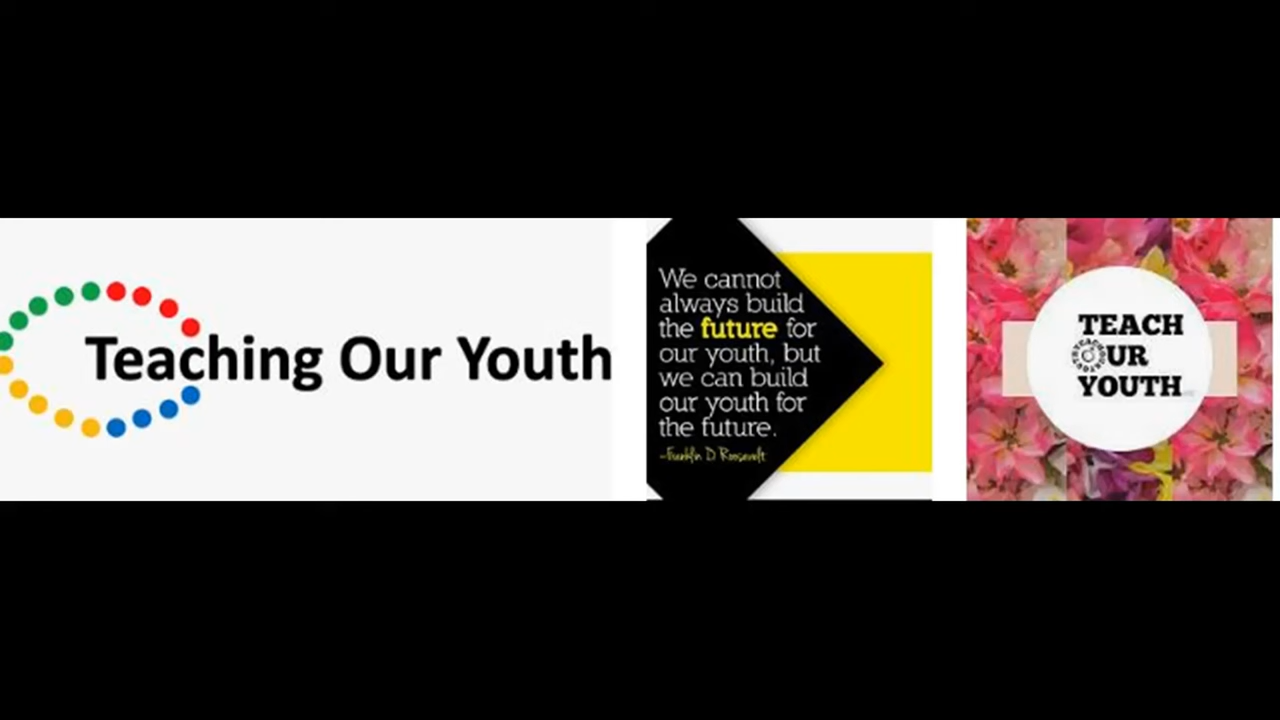 Teaching Our Youth
We cannot
always build
the future for
our youth, but
we can build
our youth for
the future.
-Franklin D Roosevelt
TEACH
UR
YOUTH